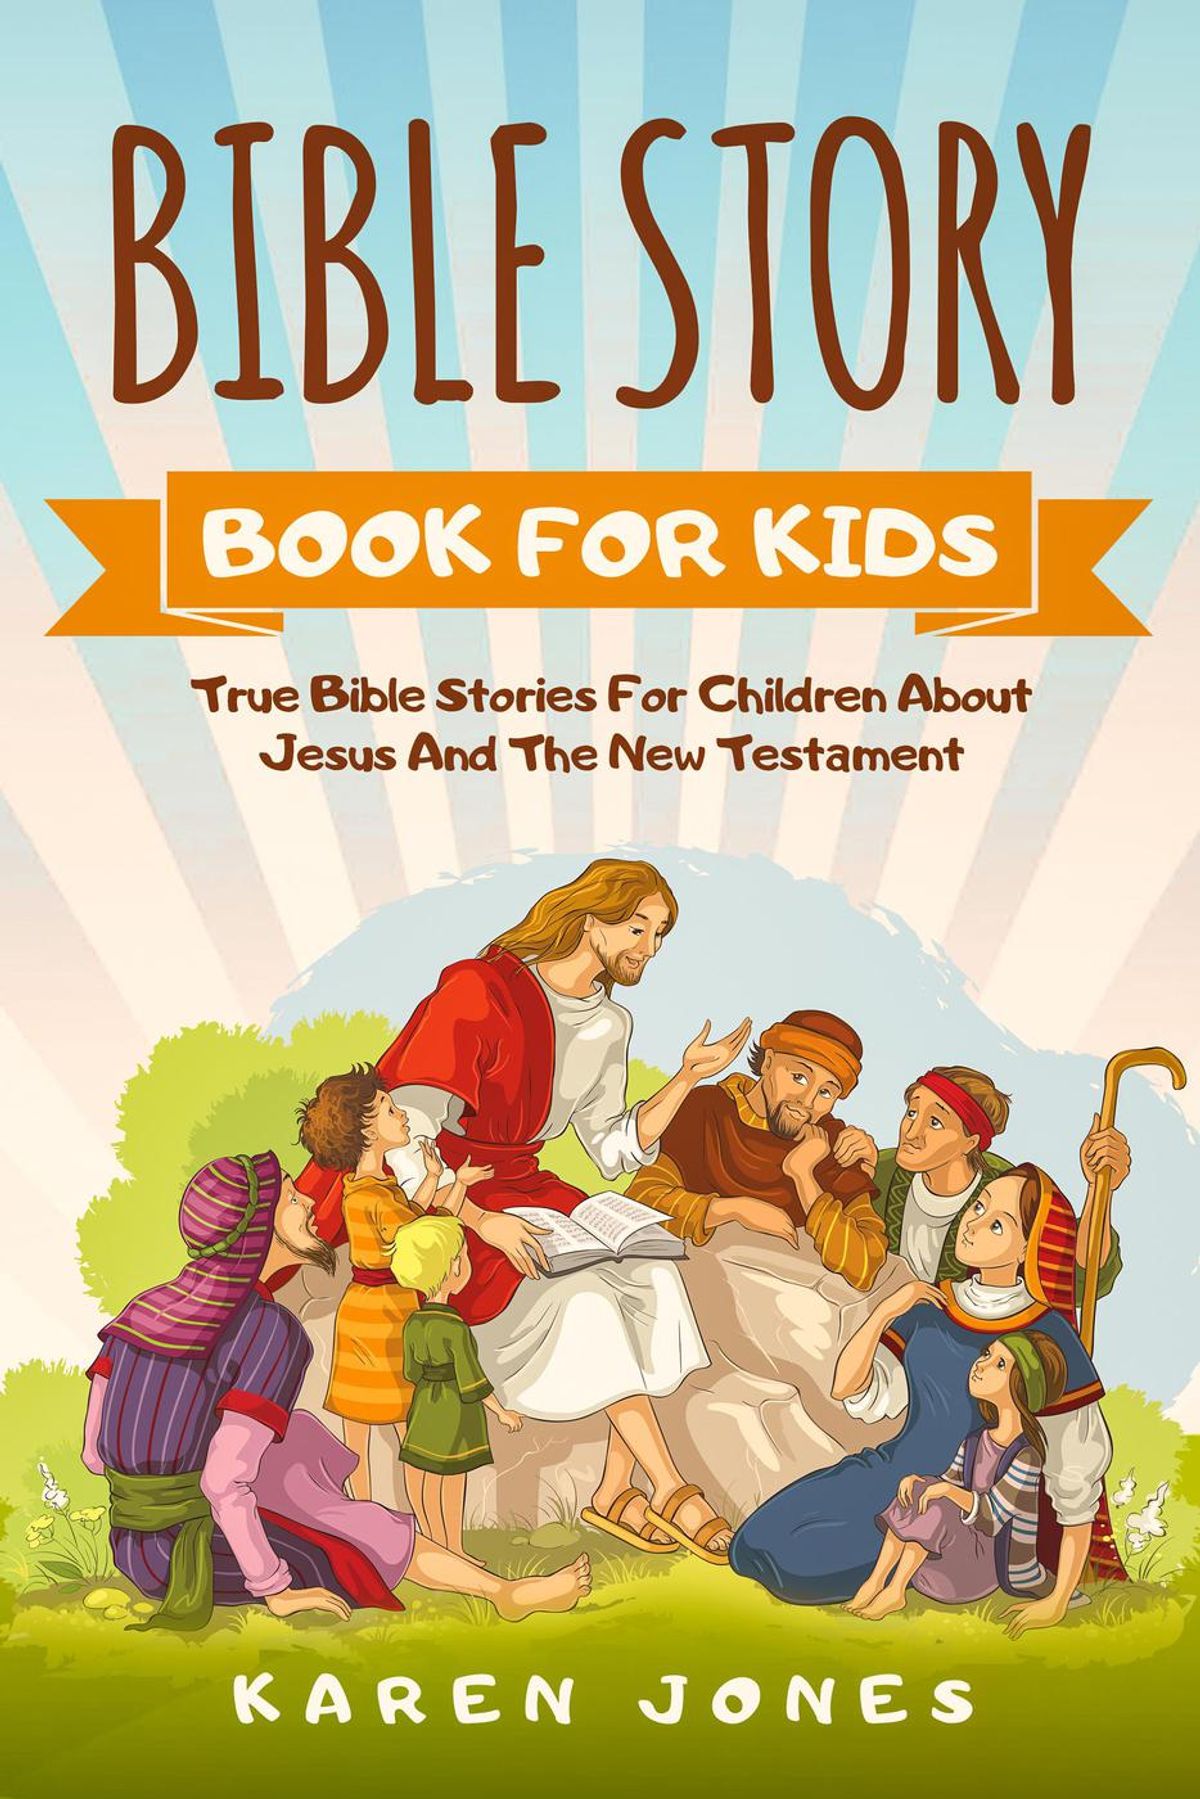 BIBLE STORY
BOOK FOR KIDS
True Bible Stories For Children About
Jesus And The New Testament
KAREN JONES